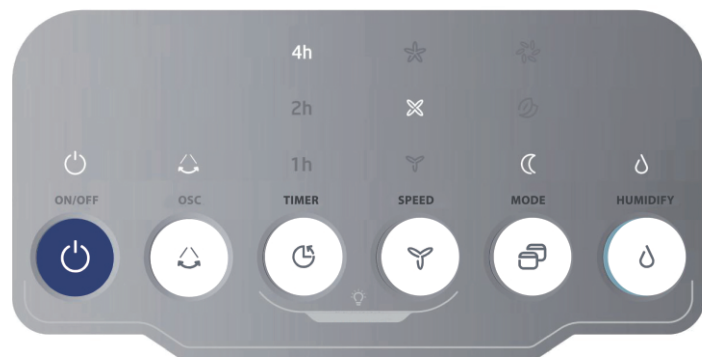 4h
2h
1h
ON/OFF
OSC
TIMER
SPEED
MODE
HUMIDIFY